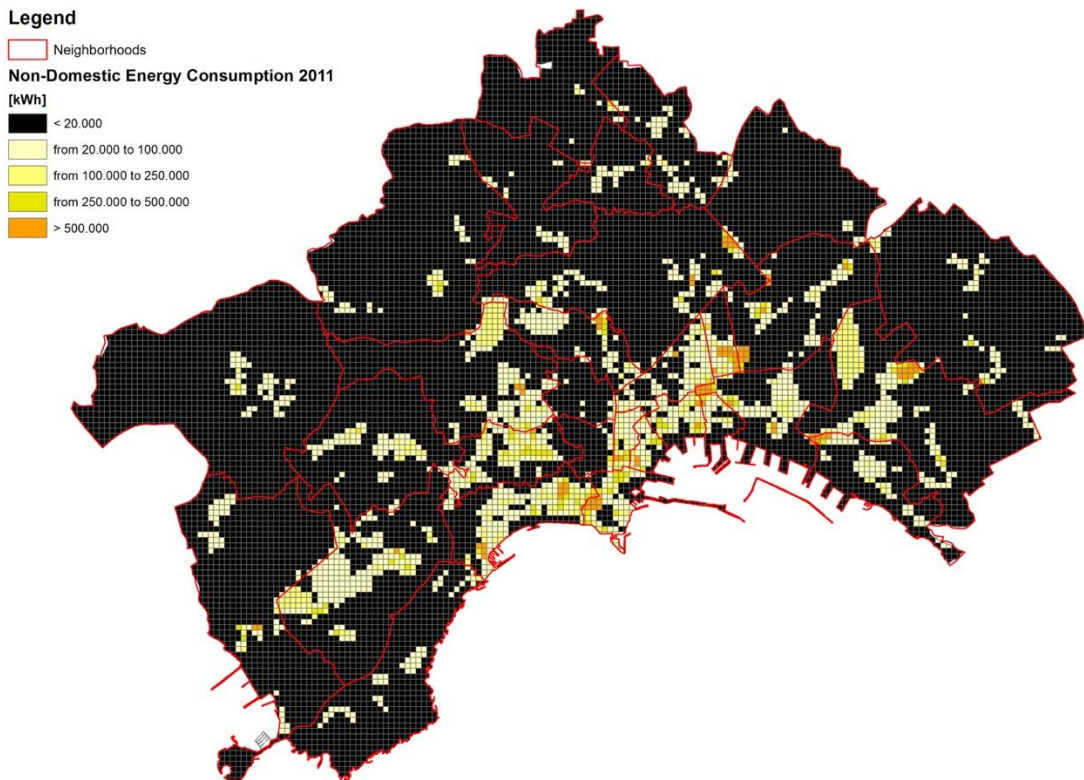 Legend
Neighborhoods
Non-Domestic Energy Consumption 2011
[kWh]
< 20.000
from 20.000 to 100.000
from 100.000 to 250.000
from 250.000 to 500.000
> 500.000